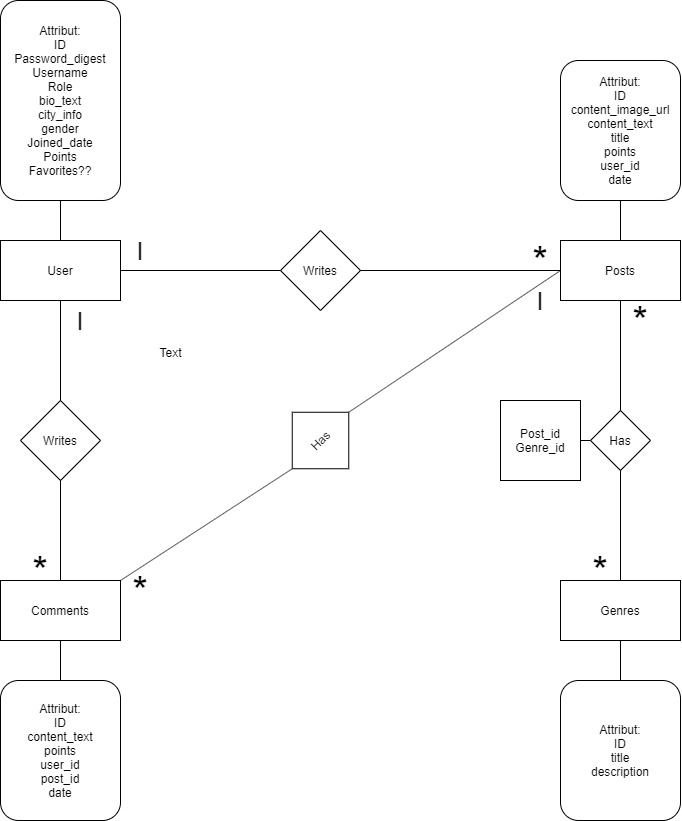 Attribut:
ID
Password_digest
Username
Role
bio_text
city_info
gender
Joined_date
Points
Favorites??
Attribut:
ID
content_image_url
content_text
title
points
user_id
date
User
|
Writes
*
Posts
|
|
*
Text
Writes
Has
Post_id
Genre_id
Has
*
*
*
Comments
Genres
Attribut:
ID
content_text
points
user_id
post_id
date
Attribut:
ID
title
description